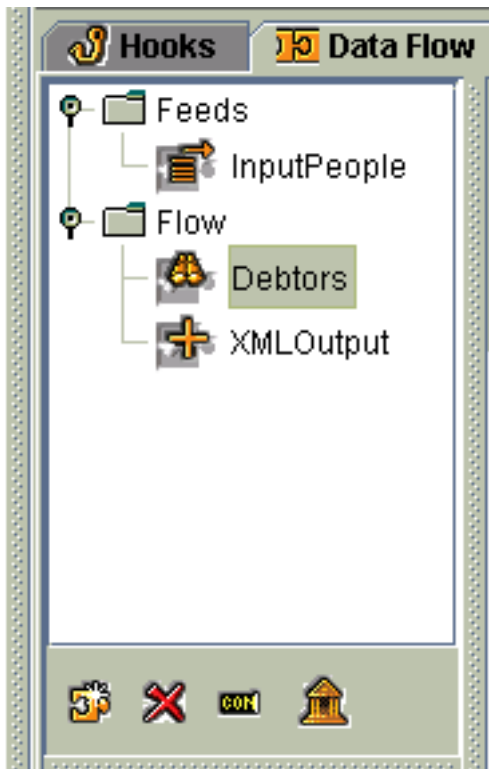 Hooks Data Flow
Feeds
InputPeople
Flow
Debtors
XMLOutput
CON